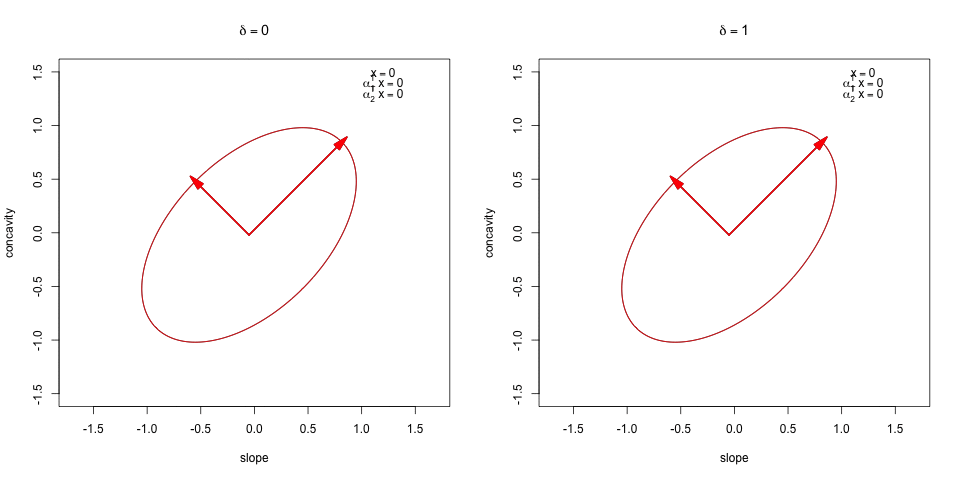 δ = 0
x = 0
α₁ᵀ x = 0
α₂ᵀ x = 0
concavity
1.5
1.0
0.5
0.0
-0.5
-1.0
-1.5
-1.5 -1.0 -0.5 0.0 0.5 1.0 1.5
slope
δ = 1
x = 0
α₁ᵀ x = 0
α₂ᵀ x = 0
concavity
1.5
1.0
0.5
0.0
-0.5
-1.0
-1.5
-1.5 -1.0 -0.5 0.0 0.5 1.0 1.5
slope